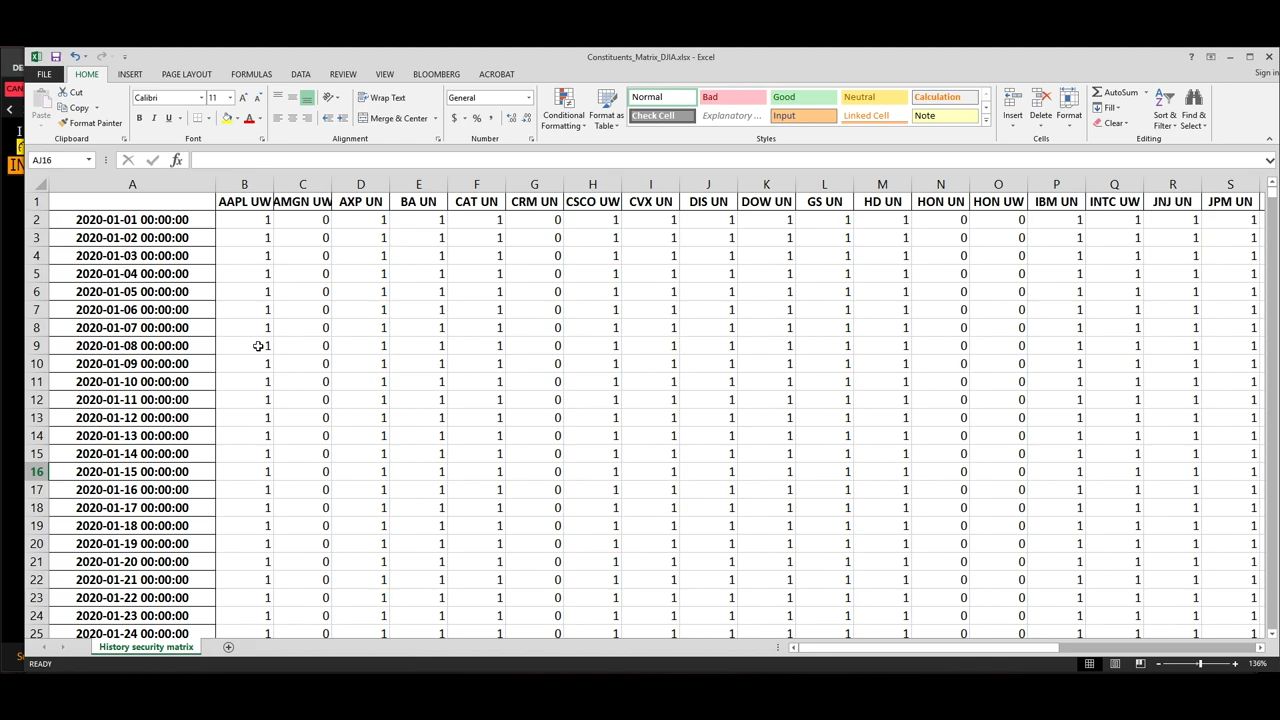 Constituents_Matrix_DJIA.xlsx - Excel
Sign in
FILE HOME INSERT PAGE LAYOUT FORMULAS DATA REVIEW VIEW BLOOMBERG ACROBAT
Cut
Copy
Format Painter
Paste
Clipboard
Calibri 11
B I U
Font
Wrap Text
Merge & Center
Alignment
General
$ % ,
Number
Conditional Formatting
Format as Table
Normal Bad Good Neutral Calculation
Check Cell Explanatory ... Input Linked Cell Note
Styles
Insert Delete Format
Cells
AutoSum
Fill
Clear
Sort & Filter
Find & Select
Editing
AJ16 fx
A B C D E F G H I J K L M N O P Q R S
1 AAPL UW AMGN UW AXP UN BA UN CAT UN CRM UN CSCO UW CVX UN DIS UN DOW UN GS UN HD UN HON UN HON UW IBM UN INTC UW JNJ UN JPM UN
2 2020-01-01 00:00:00 1 0 1 1 1 0 1 1 1 1 1 1 0 0 1 1 1 1
3 2020-01-02 00:00:00 1 0 1 1 1 0 1 1 1 1 1 1 0 0 1 1 1 1
4 2020-01-03 00:00:00 1 0 1 1 1 0 1 1 1 1 1 1 0 0 1 1 1 1
5 2020-01-04 00:00:00 1 0 1 1 1 0 1 1 1 1 1 1 0 0 1 1 1 1
6 2020-01-05 00:00:00 1 0 1 1 1 0 1 1 1 1 1 1 0 0 1 1 1 1
7 2020-01-06 00:00:00 1 0 1 1 1 0 1 1 1 1 1 1 0 0 1 1 1 1
8 2020-01-07 00:00:00 1 0 1 1 1 0 1 1 1 1 1 1 0 0 1 1 1 1
9 2020-01-08 00:00:00 1 0 1 1 1 0 1 1 1 1 1 1 0 0 1 1 1 1
10 2020-01-09 00:00:00 1 0 1 1 1 0 1 1 1 1 1 1 0 0 1 1 1 1
11 2020-01-10 00:00:00 1 0 1 1 1 0 1 1 1 1 1 1 0 0 1 1 1 1
12 2020-01-11 00:00:00 1 0 1 1 1 0 1 1 1 1 1 1 0 0 1 1 1 1
13 2020-01-12 00:00:00 1 0 1 1 1 0 1 1 1 1 1 1 0 0 1 1 1 1
14 2020-01-13 00:00:00 1 0 1 1 1 0 1 1 1 1 1 1 0 0 1 1 1 1
15 2020-01-14 00:00:00 1 0 1 1 1 0 1 1 1 1 1 1 0 0 1 1 1 1
16 2020-01-15 00:00:00 1 0 1 1 1 0 1 1 1 1 1 1 0 0 1 1 1 1
17 2020-01-16 00:00:00 1 0 1 1 1 0 1 1 1 1 1 1 0 0 1 1 1 1
18 2020-01-17 00:00:00 1 0 1 1 1 0 1 1 1 1 1 1 0 0 1 1 1 1
19 2020-01-18 00:00:00 1 0 1 1 1 0 1 1 1 1 1 1 0 0 1 1 1 1
20 2020-01-19 00:00:00 1 0 1 1 1 0 1 1 1 1 1 1 0 0 1 1 1 1
21 2020-01-20 00:00:00 1 0 1 1 1 0 1 1 1 1 1 1 0 0 1 1 1 1
22 2020-01-21 00:00:00 1 0 1 1 1 0 1 1 1 1 1 1 0 0 1 1 1 1
23 2020-01-22 00:00:00 1 0 1 1 1 0 1 1 1 1 1 1 0 0 1 1 1 1
24 2020-01-23 00:00:00 1 0 1 1 1 0 1 1 1 1 1 1 0 0 1 1 1 1
25 2020-01-24 00:00:00 1 0 1 1 1 0 1 1 1 1 1 1 0 0 1 1 1 1
History security matrix
READY
136%